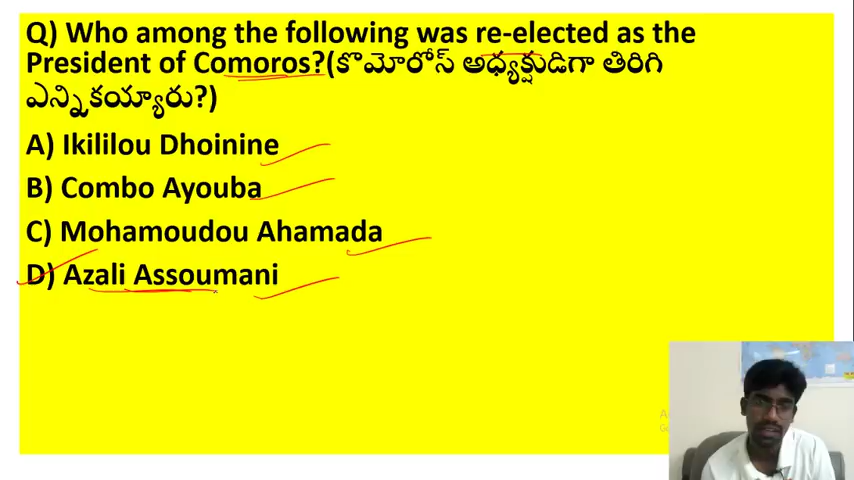 Q) Who among the following was re-elected as the
President of Comoros?(కొమోరోస్ అధ్యక్షుడిగా తిరిగి
ఎన్నికయ్యారు?)
A) Ikililou Dhoinine
B) Combo Ayouba
C) Mohamoudou Ahamada
D) Azali Assoumani